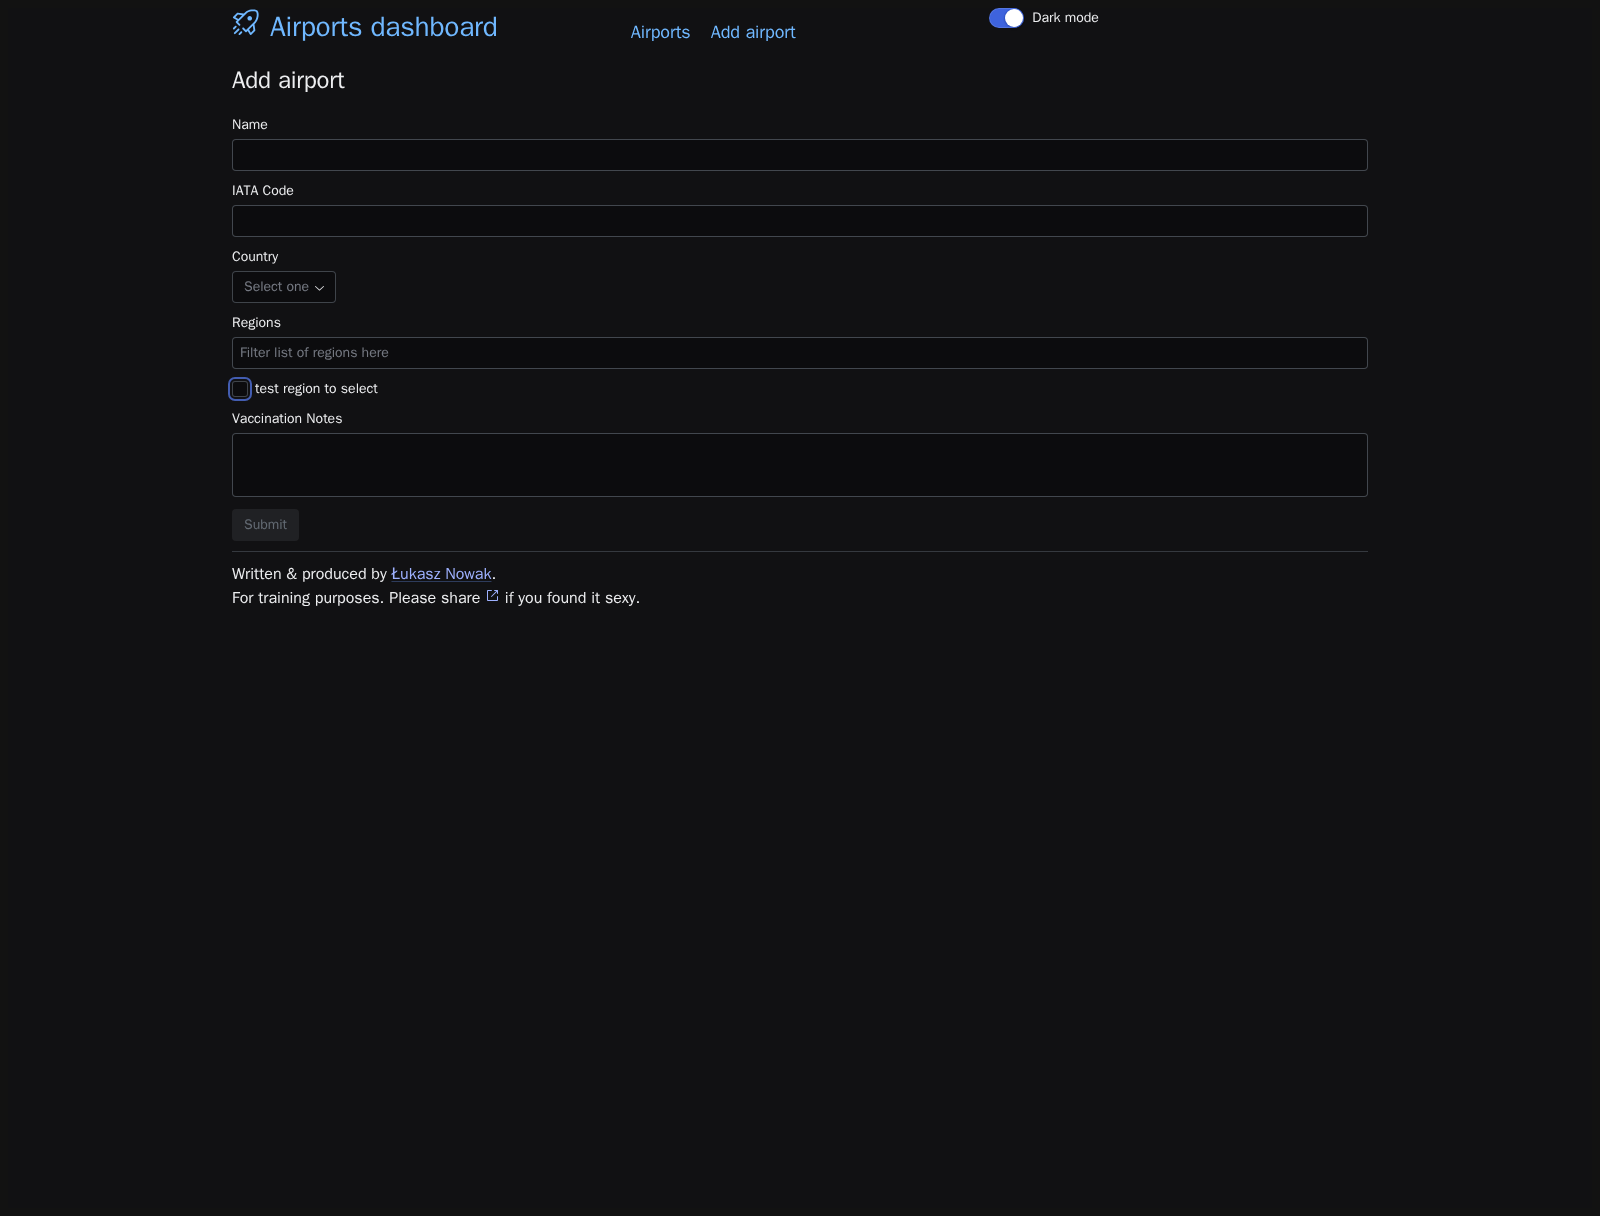 Airports dashboard
Airports
Add airport
Dark mode
Add airport
Name
IATA Code
Country
Select one
Regions
Filter list of regions here
test region to select
Vaccination Notes
Submit
Written & produced by Łukasz Nowak.
For training purposes. Please share if you found it sexy.